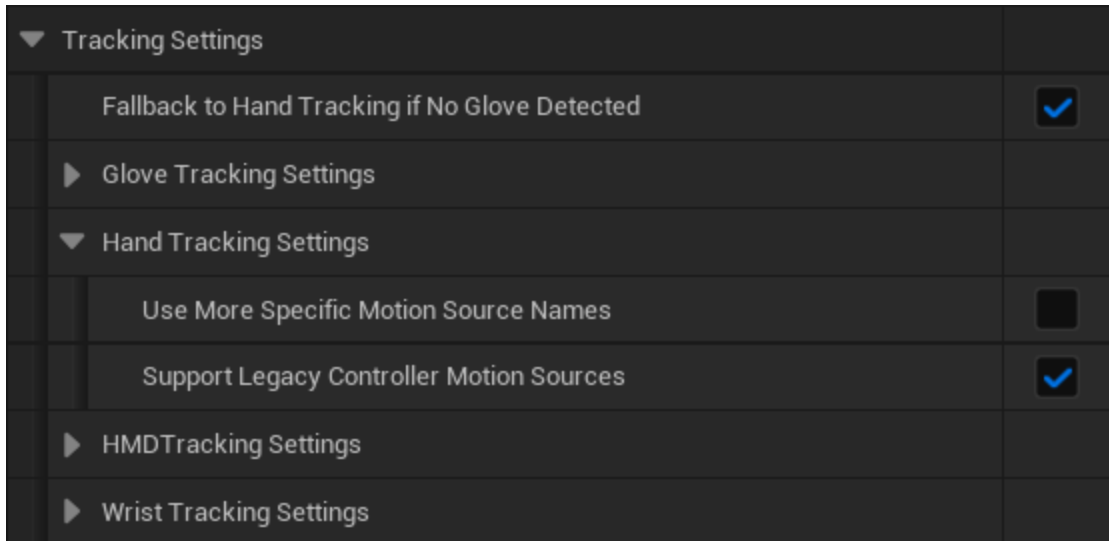 Tracking Settings
Fallback to Hand Tracking if No Glove Detected
Glove Tracking Settings
Hand Tracking Settings
Use More Specific Motion Source Names
Support Legacy Controller Motion Sources
HMDTracking Settings
Wrist Tracking Settings